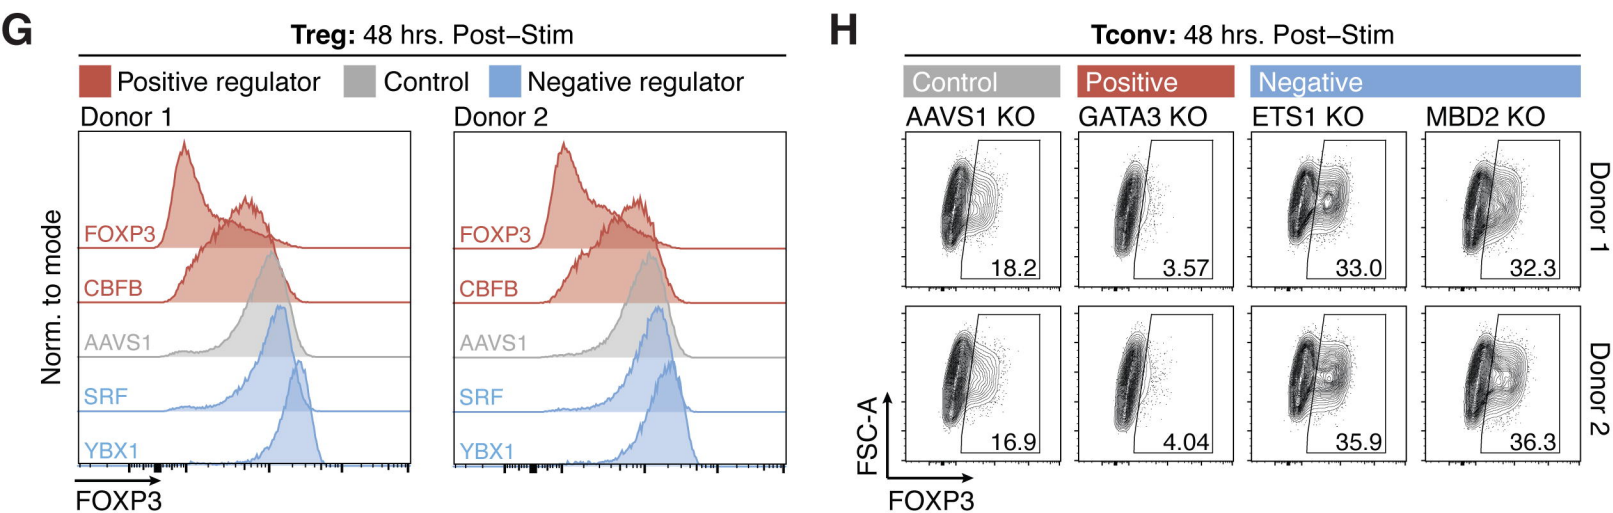 G
Treg: 48 hrs. Post–Stim
Positive regulator
Control
Negative regulator
Donor 1
Donor 2
Norm. to mode
FOXP3
CBFB
AAVS1
SRF
YBX1
FOXP3
CBFB
AAVS1
SRF
YBX1
FOXP3
H
Tconv: 48 hrs. Post–Stim
Control
Positive
Negative
AAVS1 KO
GATA3 KO
ETS1 KO
MBD2 KO
18.2
3.57
33.0
32.3
Donor 1
16.9
4.04
35.9
36.3
Donor 2
FSC-A
FOXP3